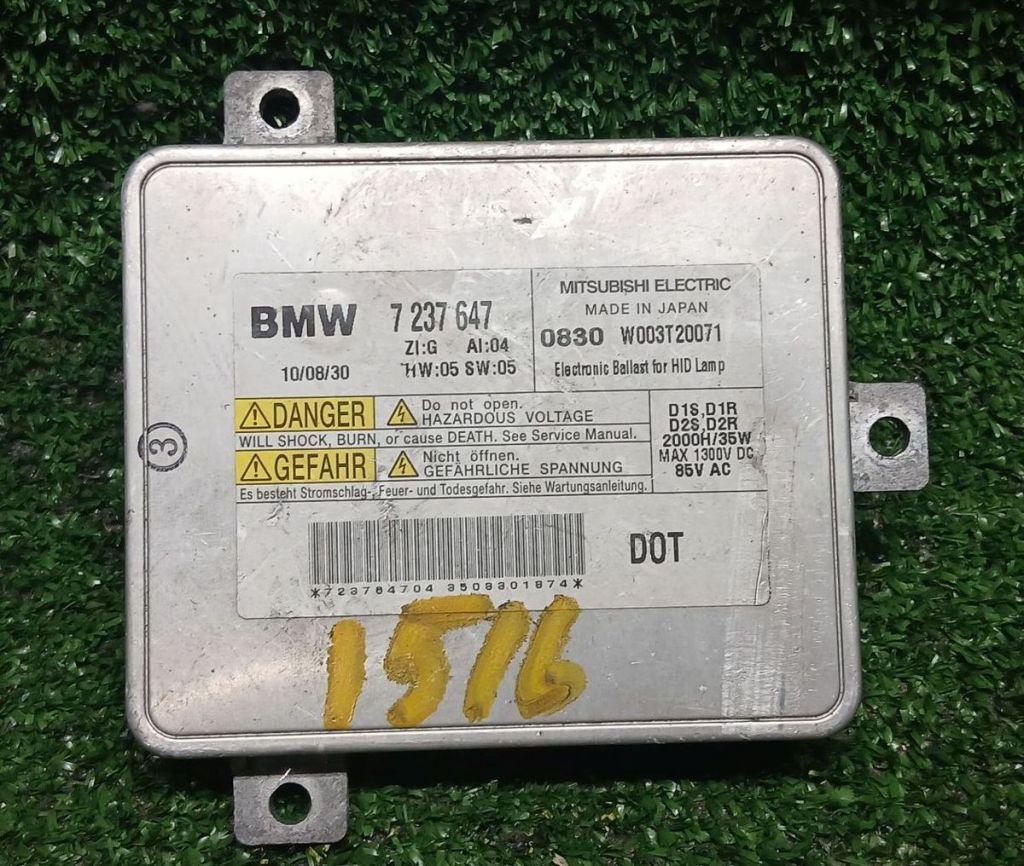 BMW 7 237 647
ZI:G AI:04
10/08/30 HW:05 SW:05
MITSUBISHI ELECTRIC
MADE IN JAPAN
0830 W003T20071
Electronic Ballast for HID Lamp
DANGER Do not open.
HAZARDOUS VOLTAGE
WILL SHOCK, BURN, or cause DEATH. See Service Manual.
GEFAHR Nicht öffnen.
GEFÄHRLICHE SPANNUNG
Es besteht Stromschlag-, Feuer- und Todesgefahr. Siehe Wartungsanleitung.
D1S,D1R
D2S,D2R
2000H/35W
MAX 1300V DC
85V AC
3
*723764704 3508301874*
DOT
1516